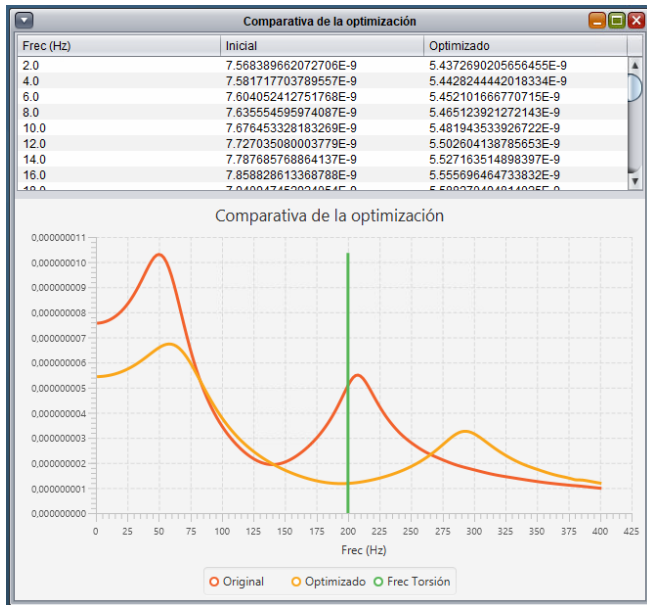 Comparativa de la optimización
Frec (Hz) Inicial Optimizado
2.0 7.568389662072706E-9 5.4372690205656455E-9
4.0 7.581717703789557E-9 5.4428244442018334E-9
6.0 7.604052412751768E-9 5.452101666770715E-9
8.0 7.635554595974087E-9 5.465123921272143E-9
10.0 7.676453328183269E-9 5.481943533926722E-9
12.0 7.727035080003779E-9 5.502604138785653E-9
14.0 7.787685768864137E-9 5.527163514898397E-9
16.0 7.858828613368788E-9 5.555696464733832E-9
Comparativa de la optimización
0,000000011
0,000000010
0,000000009
0,000000008
0,000000007
0,000000006
0,000000005
0,000000004
0,000000003
0,000000002
0,000000001
0,000000000
0 25 50 75 100 125 150 175 200 225 250 275 300 325 350 375 400 425
Frec (Hz)
Original Optimizado Frec Torsión